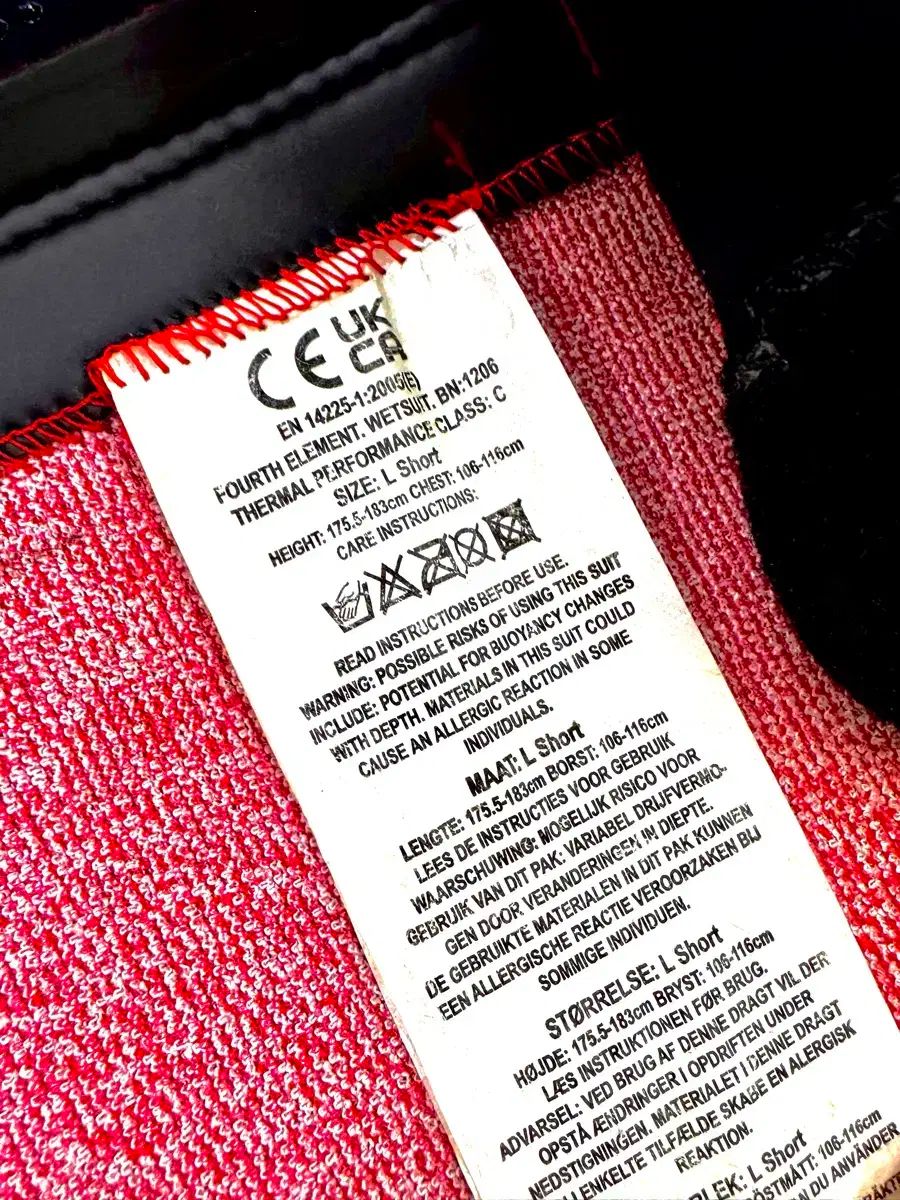 CE UK
CA
EN 14225-1:2005(E)
FOURTH ELEMENT. WETSUIT. BN:1206
THERMAL PERFORMANCE CLASS: C
SIZE: L Short
HEIGHT: 175.5-183cm CHEST: 106-116cm
CARE INSTRUCTIONS:
READ INSTRUCTIONS BEFORE USE.
WARNING: POSSIBLE RISKS OF USING THIS SUIT
INCLUDE: POTENTIAL FOR BUOYANCY CHANGES
WITH DEPTH. MATERIALS IN THIS SUIT COULD
CAUSE AN ALLERGIC REACTION IN SOME
INDIVIDUALS.
MAAT: L Short
LENGTE: 175.5-183cm BORST: 106-116cm
LEES DE INSTRUCTIES VOOR GEBRUIK
WAARSCHUWING: MOGELIJK RISICO VOOR
GEBRUIK VAN DIT PAK: VARIABEL DRIJFVERMO-
GEN DOOR VERANDERINGEN IN DIEPTE.
DE GEBRUIKTE MATERIALEN IN DIT PAK KUNNEN
EEN ALLERGISCHE REACTIE VEROORZAKEN BIJ
SOMMIGE INDIVIDUEN.
STØRRELSE: L Short
HØJDE: 175.5-183cm BRYST: 106-116cm
LÆS INSTRUKTIONEN FØR BRUG.
ADVARSEL: VED BRUG AF DENNE DRAGT VIL DER
OPSTÅ ÆNDRINGER I OPDRIFTEN UNDER
NEDSTIGNINGEN. MATERIALET I DENNE DRAGT
ENKELTE TILFÆLDE SKABE EN ALLERGISK
REAKTION.
L Short
106-116cm
DU ANVÄNDER